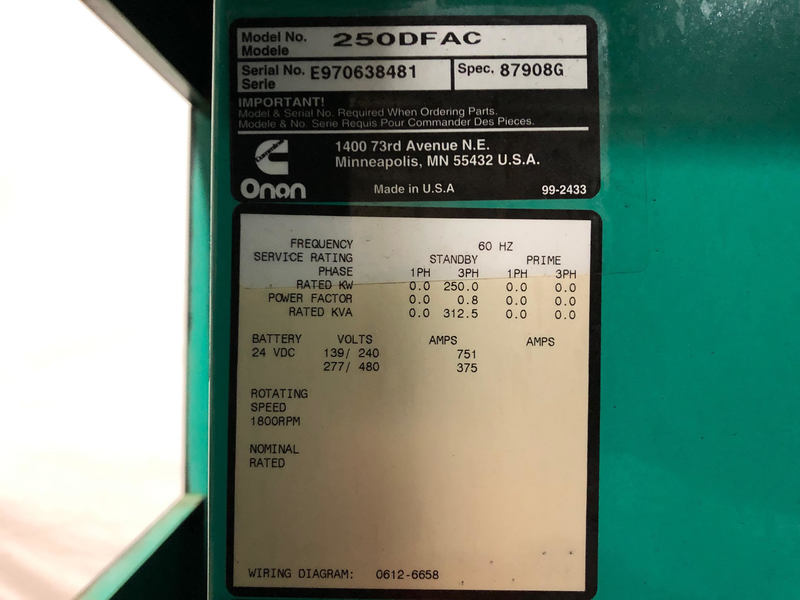 Model No. 250DFAC
Modele
Serial No. E970638481 Spec. 87908G
Serie
IMPORTANT!
Model & Serial No. Required When Ordering Parts.
Modele & No. Serie Requis Pour Commander Des Pieces.
1400 73rd Avenue N.E.
Minneapolis, MN 55432 U.S.A.
Onan Made in U.S.A 99-2433
FREQUENCY 60 HZ
SERVICE RATING STANDBY PRIME
PHASE 1PH 3PH 1PH 3PH
RATED KW 0.0 250.0 0.0 0.0
POWER FACTOR 0.0 0.8 0.0 0.0
RATED KVA 0.0 312.5 0.0 0.0
BATTERY VOLTS AMPS AMPS
24 VDC 139/ 240 751
277/ 480 375
ROTATING
SPEED
1800RPM
NOMINAL
RATED
WIRING DIAGRAM: 0612-6658